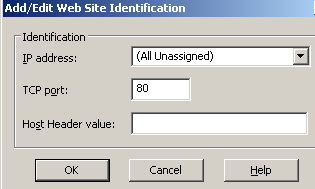 Add/Edit Web Site Identification
Identification
IP address: (All Unassigned)
TCP port: 80
Host Header value:
OK Cancel Help